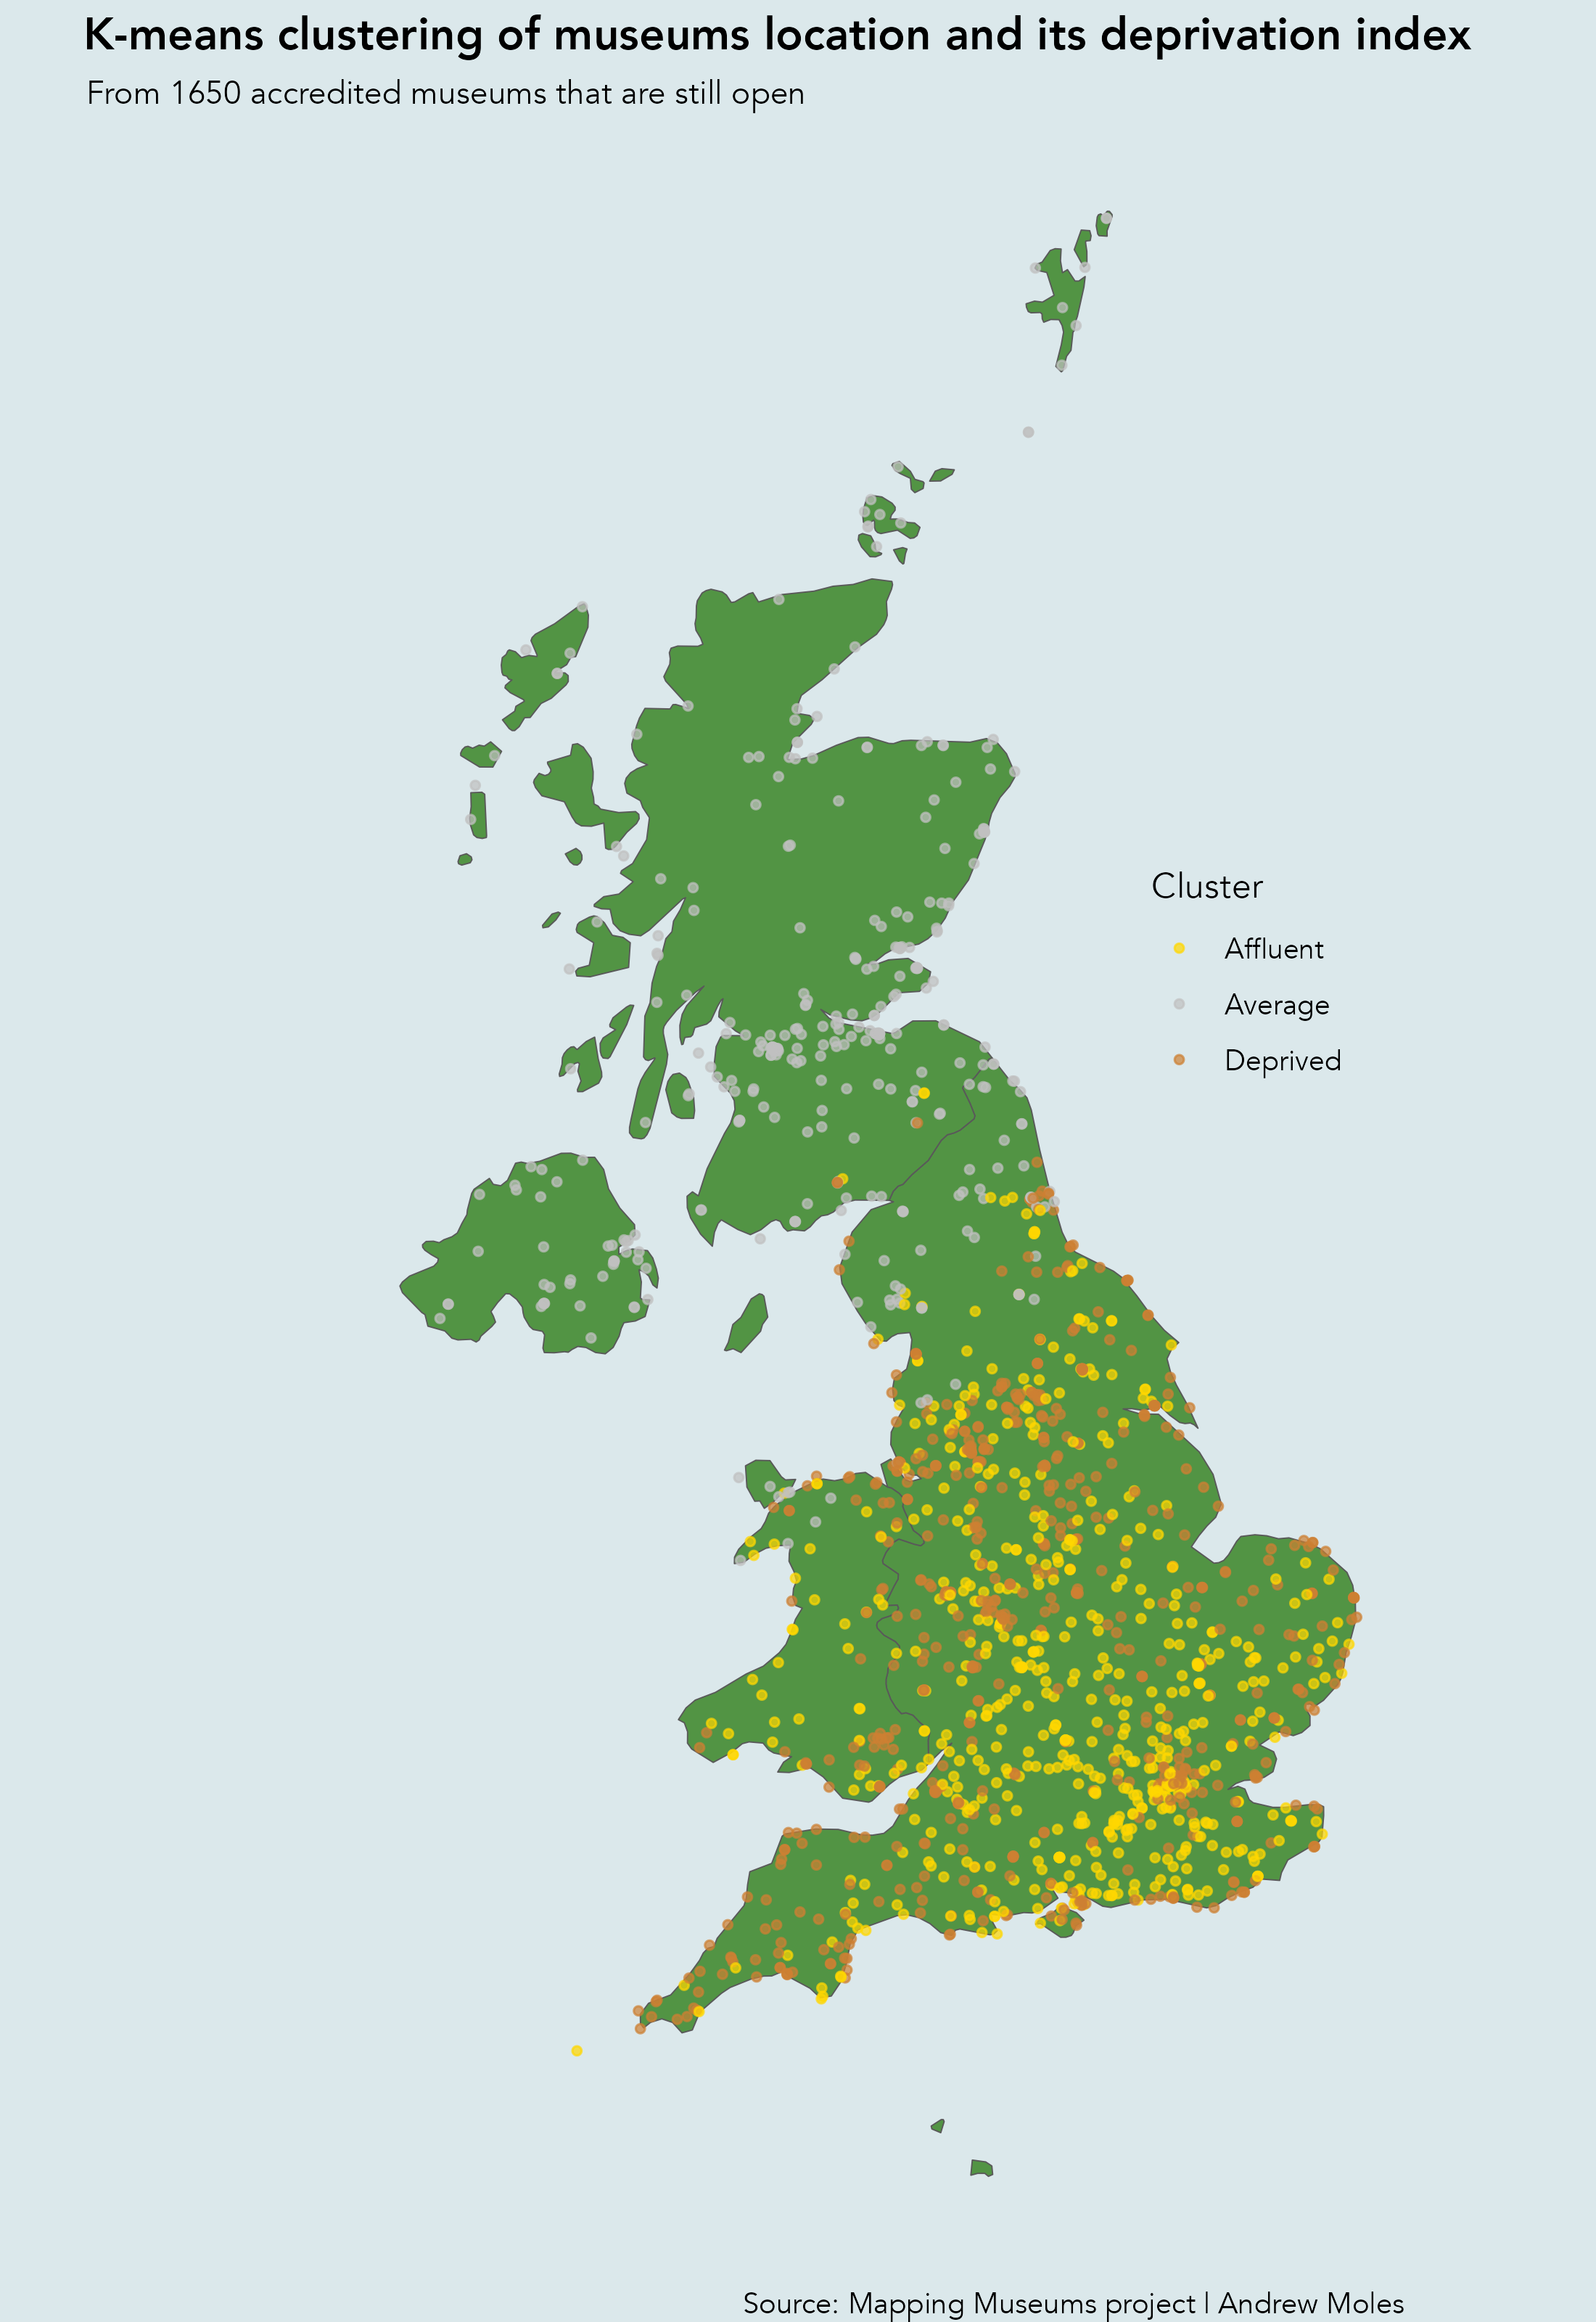 K-means clustering of museums location and its deprivation index
From 1650 accredited museums that are still open
Cluster
Affluent
Average
Deprived
Source: Mapping Museums project | Andrew Moles